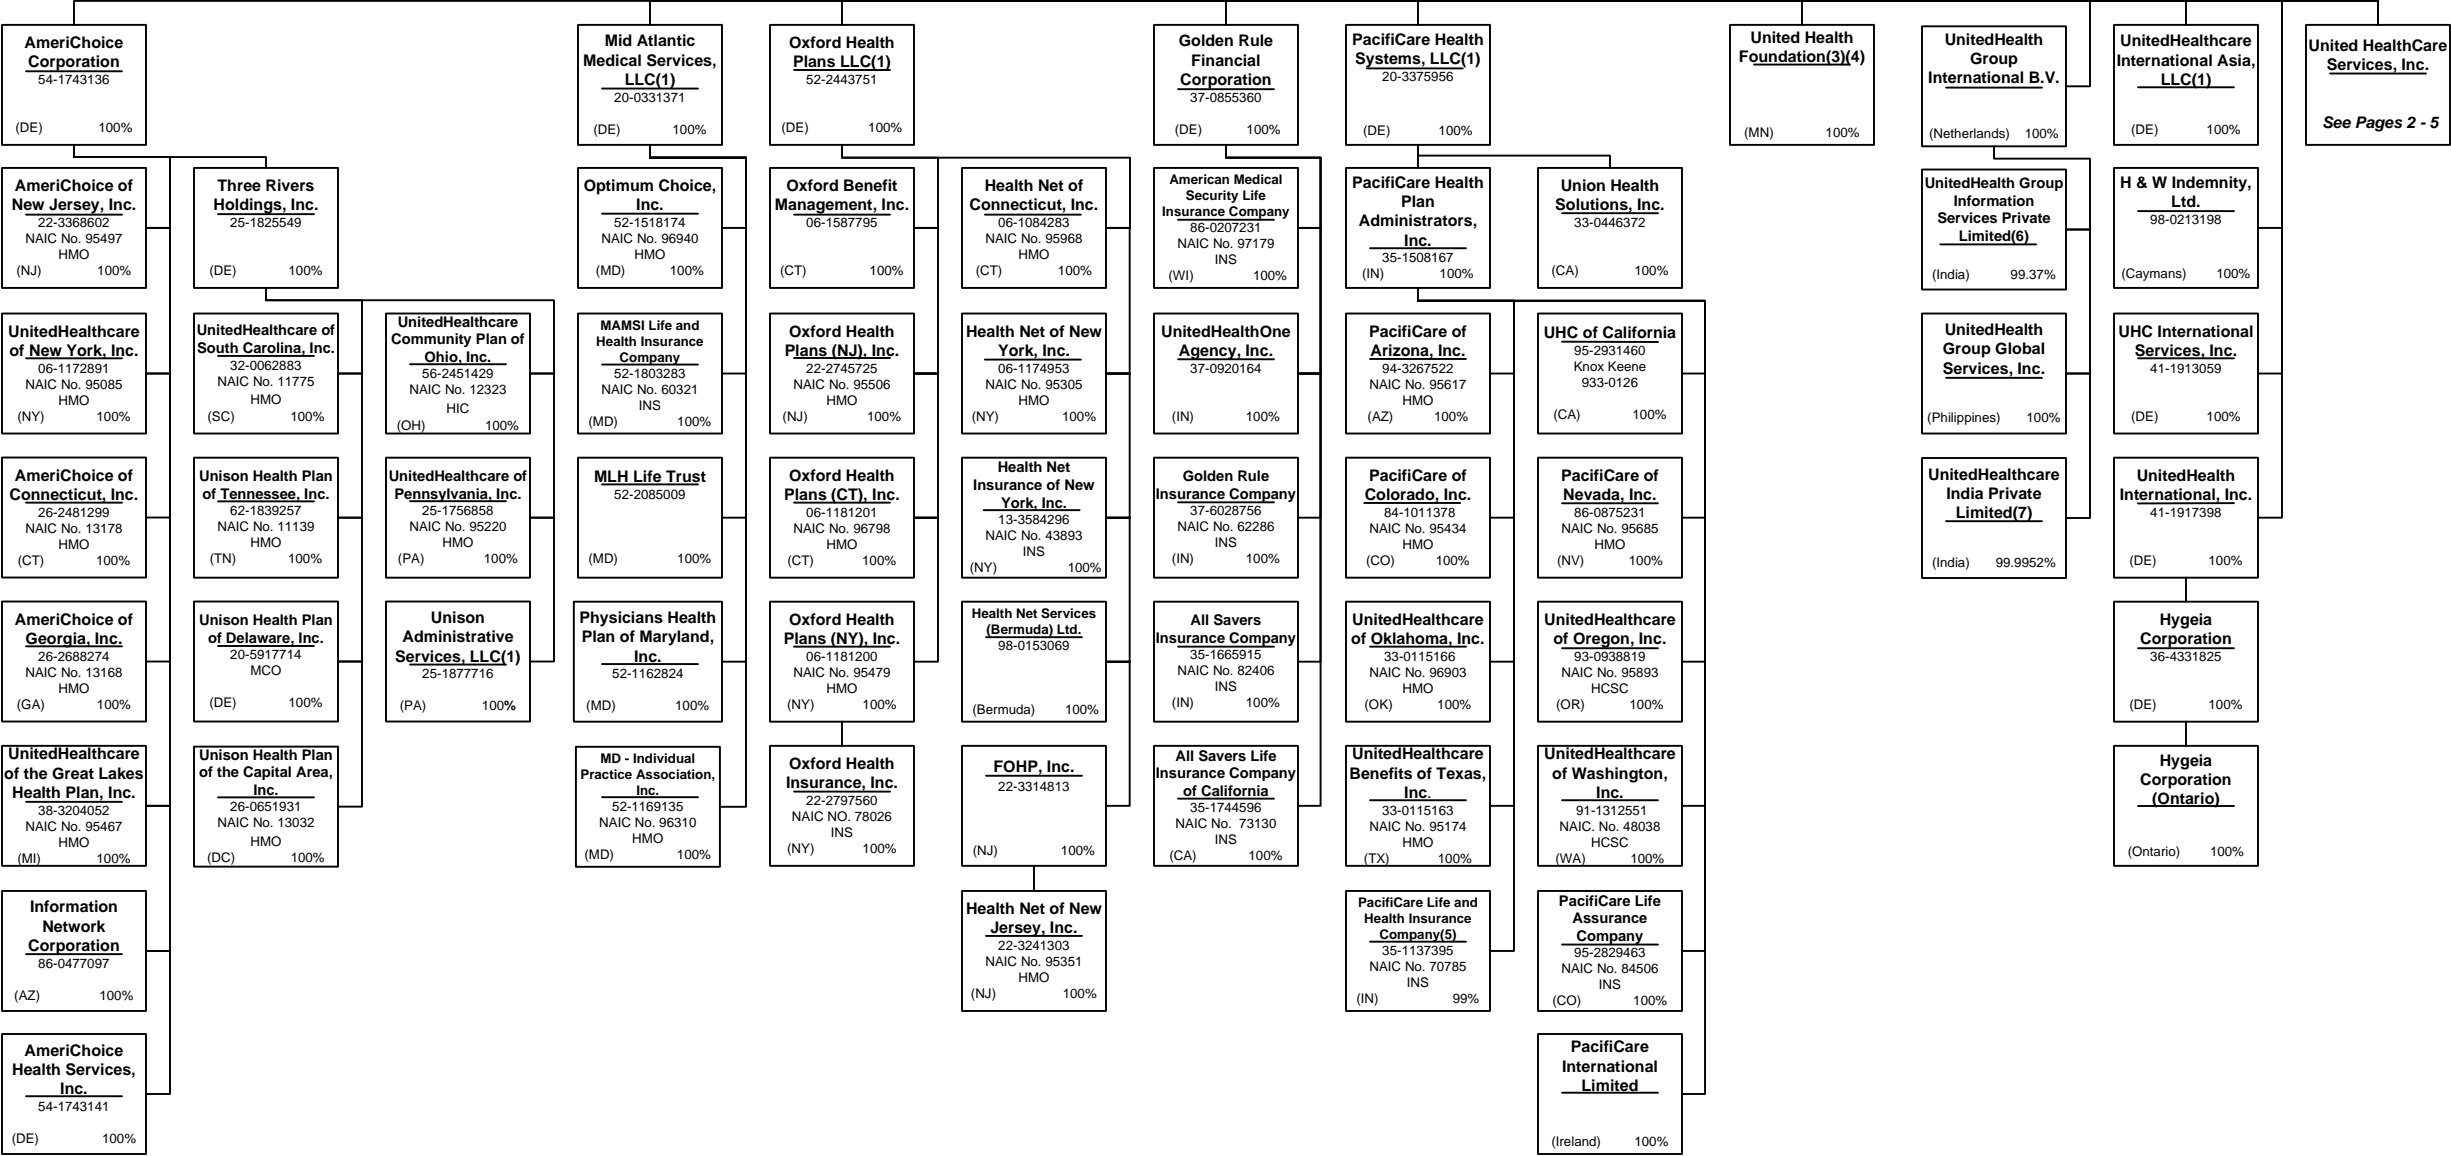 AmeriChoice
Corporation
54-1743136
(DE) 100%
Mid Atlantic
Medical Services,
LLC(1)
20-0331371
(DE) 100%
Oxford Health
Plans LLC(1)
52-2443751
(DE) 100%
Golden Rule
Financial
Corporation
37-0855360
(DE) 100%
PacifiCare Health
Systems, LLC(1)
20-3375956
(DE) 100%
United Health
Foundation(3)(4)
(MN) 100%
UnitedHealth
Group
International B.V.
(Netherlands) 100%
UnitedHealthcare
International Asia,
LLC(1)
(DE) 100%
United HealthCare
Services, Inc.
See Pages 2 - 5
AmeriChoice of
New Jersey, Inc.
22-3368602
NAIC No. 95497
HMO
(NJ) 100%
Three Rivers
Holdings, Inc.
25-1825549
(DE) 100%
Optimum Choice,
Inc.
52-1518174
NAIC No. 96940
HMO
(MD) 100%
Oxford Benefit
Management, Inc.
06-1587795
(CT) 100%
Health Net of
Connecticut, Inc.
06-1084283
NAIC No. 95968
HMO
(CT) 100%
American Medical
Security Life
Insurance Company
86-0207231
NAIC No. 97179
INS
(WI) 100%
PacifiCare Health
Plan
Administrators,
Inc.
35-1508167
(IN) 100%
Union Health
Solutions, Inc.
33-0446372
(CA) 100%
UnitedHealth Group
Information
Services Private
Limited(6)
(India) 99.37%
H & W Indemnity,
Ltd.
98-0213198
(Caymans) 100%
UnitedHealthcare
of New York, Inc.
06-1172891
NAIC No. 95085
HMO
(NY) 100%
UnitedHealthcare of
South Carolina, Inc.
32-0062883
NAIC No. 11775
HMO
(SC) 100%
UnitedHealthcare
Community Plan of
Ohio, Inc.
56-2451429
NAIC No. 12323
HIC
(OH) 100%
MAMSI Life and
Health Insurance
Company
52-1803283
NAIC No. 60321
INS
(MD) 100%
Oxford Health
Plans (NJ), Inc.
22-2745725
NAIC No. 95506
HMO
(NJ) 100%
Health Net of New
York, Inc.
06-1174953
NAIC No. 95305
HMO
(NY) 100%
UnitedHealthOne
Agency, Inc.
37-0920164
(IN) 100%
PacifiCare of
Arizona, Inc.
94-3267522
NAIC No. 95617
HMO
(AZ) 100%
UHC of California
95-2931460
Knox Keene
933-0126
(CA) 100%
UnitedHealth
Group Global
Services, Inc.
(Philippines) 100%
UHC International
Services, Inc.
41-1913059
(DE) 100%
AmeriChoice of
Connecticut, Inc.
26-2481299
NAIC No. 13178
HMO
(CT) 100%
Unison Health Plan
of Tennessee, Inc.
62-1839257
NAIC No. 11139
HMO
(TN) 100%
UnitedHealthcare of
Pennsylvania, Inc.
25-1756858
NAIC No. 95220
HMO
(PA) 100%
MLH Life Trust
52-2085009
(MD) 100%
Oxford Health
Plans (CT), Inc.
06-1181201
NAIC No. 96798
HMO
(CT) 100%
Health Net
Insurance of New
York, Inc.
13-3584296
NAIC No. 43893
INS
(NY) 100%
Golden Rule
Insurance Company
37-6028756
NAIC No. 62286
INS
(IN) 100%
PacifiCare of
Colorado, Inc.
84-1011378
NAIC No. 95434
HMO
(CO) 100%
PacifiCare of
Nevada, Inc.
86-0875231
NAIC No. 95685
HMO
(NV) 100%
UnitedHealthcare
India Private
Limited(7)
(India) 99.9952%
UnitedHealth
International, Inc.
41-1917398
(DE) 100%
AmeriChoice of
Georgia, Inc.
26-2688274
NAIC No. 13168
HMO
(GA) 100%
Unison Health Plan
of Delaware, Inc.
20-5917714
MCO
(DE) 100%
Unison
Administrative
Services, LLC(1)
25-1877716
(PA) 100%
Physicians Health
Plan of Maryland,
Inc.
52-1162824
(MD) 100%
Oxford Health
Plans (NY), Inc.
06-1181200
NAIC No. 95479
HMO
(NY) 100%
Health Net Services
(Bermuda) Ltd.
98-0153069
(Bermuda) 100%
All Savers
Insurance Company
35-1665915
NAIC No. 82406
INS
(IN) 100%
UnitedHealthcare
of Oklahoma, Inc.
33-0115166
NAIC No. 96903
HMO
(OK) 100%
UnitedHealthcare
of Oregon, Inc.
93-0938819
NAIC No. 95893
HCSC
(OR) 100%
Hygeia
Corporation
36-4331825
(DE) 100%
UnitedHealthcare
of the Great Lakes
Health Plan, Inc.
38-3204052
NAIC No. 95467
HMO
(MI) 100%
Unison Health Plan
of the Capital Area,
Inc.
26-0651931
NAIC No. 13032
HMO
(DC) 100%
MD - Individual
Practice Association,
Inc.
52-1169135
NAIC No. 96310
HMO
(MD) 100%
Oxford Health
Insurance, Inc.
22-2797560
NAIC NO. 78026
INS
(NY) 100%
FOHP, Inc.
22-3314813
(NJ) 100%
All Savers Life
Insurance Company
of California
35-1744596
NAIC No. 73130
INS
(CA) 100%
UnitedHealthcare
Benefits of Texas,
Inc.
33-0115163
NAIC No. 95174
HMO
(TX) 100%
UnitedHealthcare
of Washington,
Inc.
91-1312551
NAIC. No. 48038
HCSC
(WA) 100%
Hygeia
Corporation
(Ontario)
(Ontario) 100%
Information
Network
Corporation
86-0477097
(AZ) 100%
Health Net of New
Jersey, Inc.
22-3241303
NAIC No. 95351
HMO
(NJ) 100%
PacifiCare Life and
Health Insurance
Company(5)
35-1137395
NAIC No. 70785
INS
(IN) 99%
PacifiCare Life
Assurance
Company
95-2829463
NAIC No. 84506
INS
(CO) 100%
AmeriChoice
Health Services,
Inc.
54-1743141
(DE) 100%
PacifiCare
International
Limited
(Ireland) 100%